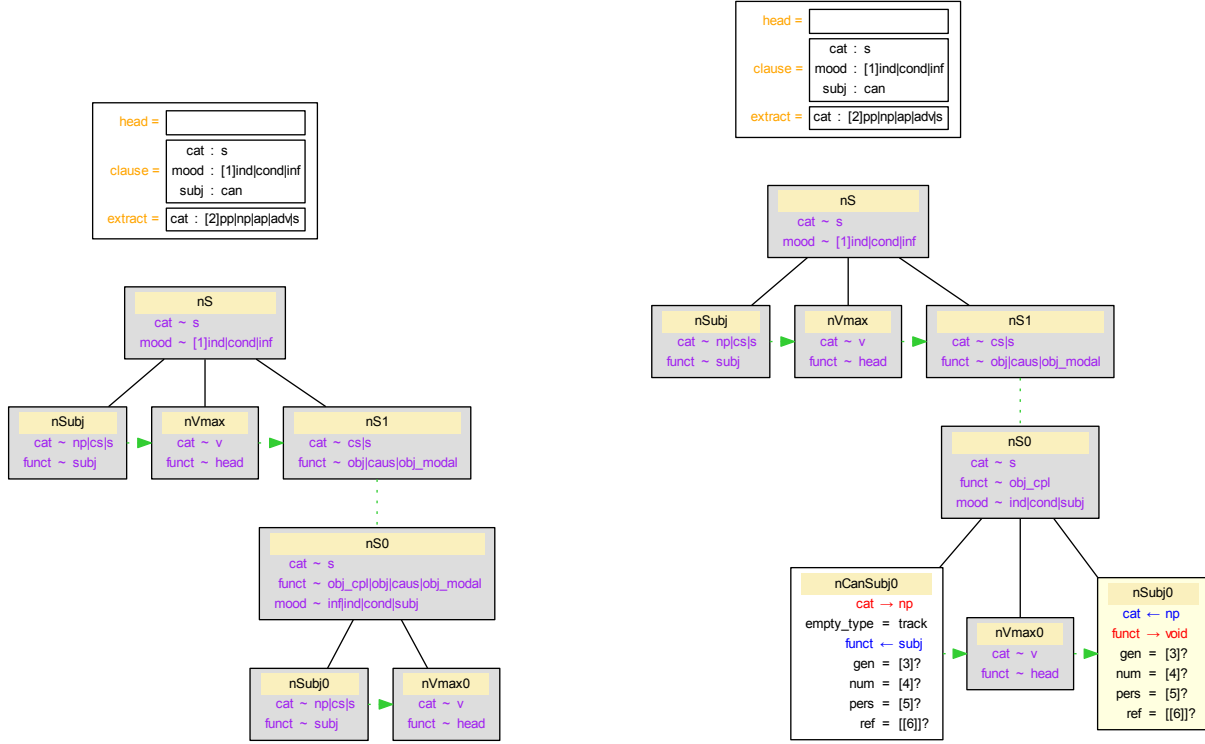 head =
clause =
cat : s
mood : [1]ind|cond|inf
subj : can
extract =
cat : [2]pp|np|ap|adv|s
nS
cat ~ s
mood ~ [1]ind|cond|inf
nSubj
cat ~ np|cs|s
funct ~ subj
nVmax
cat ~ v
funct ~ head
nS1
cat ~ cs|s
funct ~ obj|caus|obj_modal
nS0
cat ~ s
funct ~ obj_cpl|obj|caus|obj_modal
mood ~ inf|ind|cond|subj
nSubj0
cat ~ np|cs|s
funct ~ subj
nVmax0
cat ~ v
funct ~ head
head =
clause =
cat : s
mood : [1]ind|cond|inf
subj : can
extract =
cat : [2]pp|np|ap|adv|s
nS
cat ~ s
mood ~ [1]ind|cond|inf
nSubj
cat ~ np|cs|s
funct ~ subj
nVmax
cat ~ v
funct ~ head
nS1
cat ~ cs|s
funct ~ obj|caus|obj_modal
nS0
cat ~ s
funct ~ obj_cpl
mood ~ ind|cond|subj
nCanSubj0
cat → np
empty_type = track
funct ← subj
gen = [3]?
num = [4]?
pers = [5]?
ref = [[6]]?
nVmax0
cat ~ v
funct ~ head
nSubj0
cat ← np
funct → void
gen = [3]?
num = [4]?
pers = [5]?
ref = [[6]]?